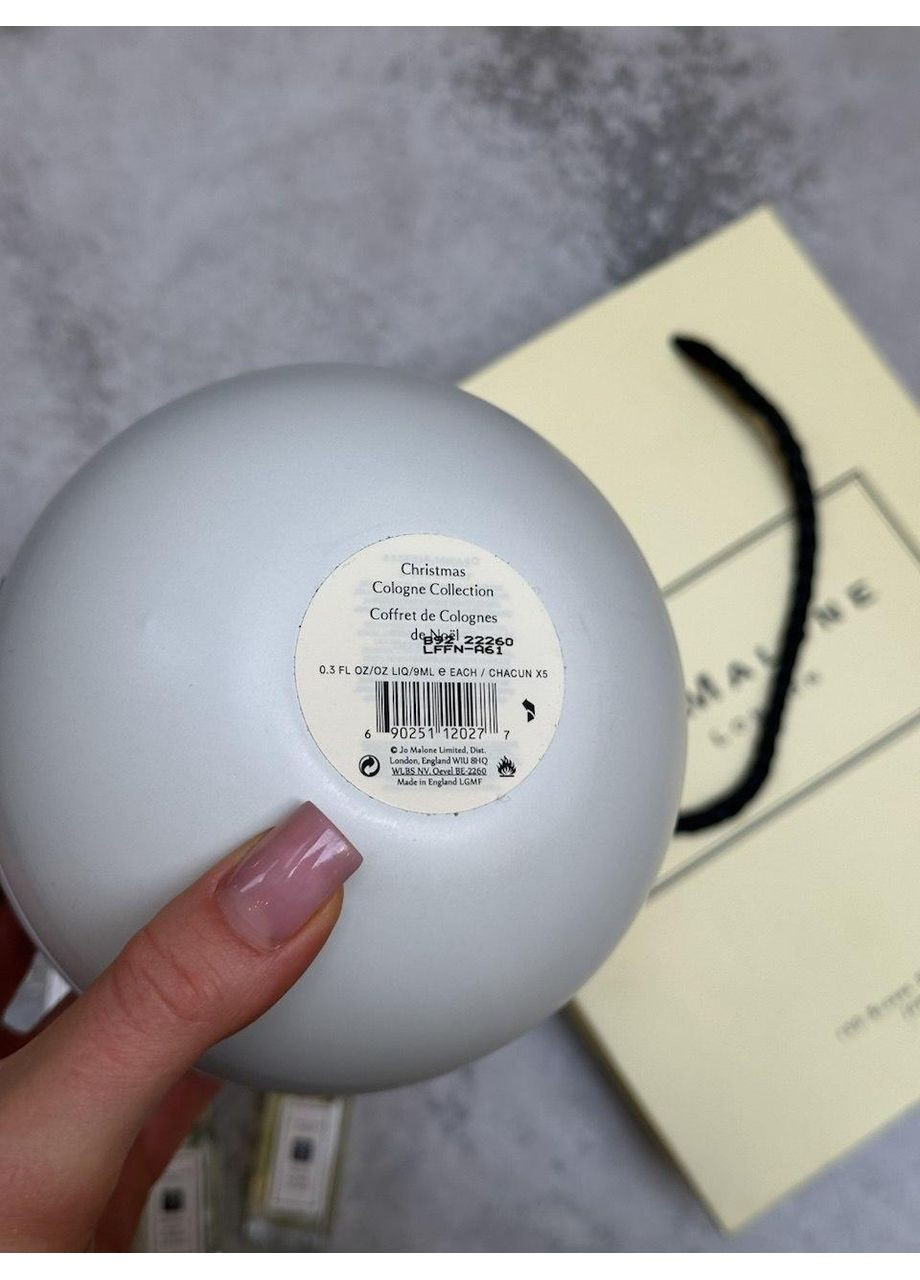 Christmas
Cologne Collection
Coffret de Colognes
de Noël
B92 22260
LFFN-A61
0.3 FL OZ/OZ LIQ/9ML e EACH / CHACUN X5
6 90251 12027 7
© Jo Malone Limited, Dist.
London, England W1U 8HQ
WLBS NV. Oevel BE-2260
Made in England LGMF
MALONE
LONDON